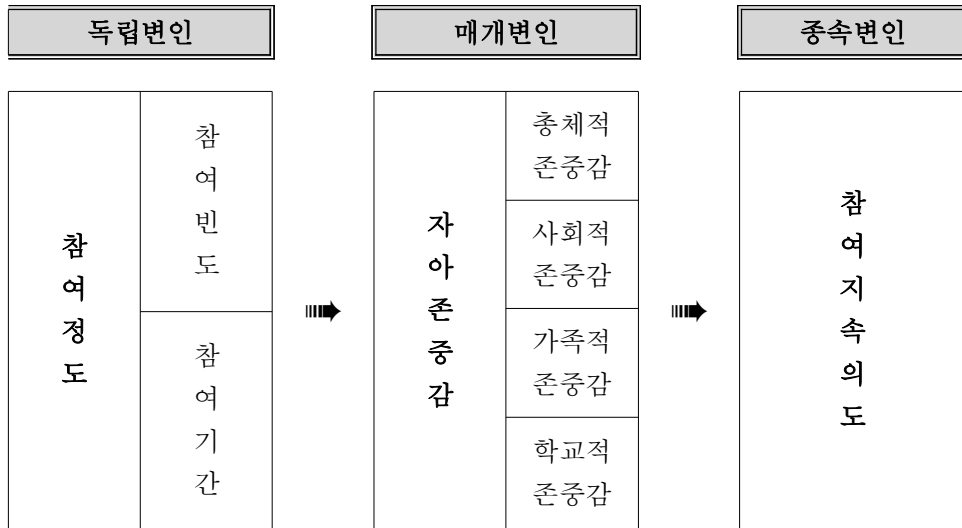 독립변인
매개변인
종속변인
참여정도
참여빈도
참여기간
자아존중감
총체적
존중감
사회적
존중감
가족적
존중감
학교적
존중감
참여지속의도